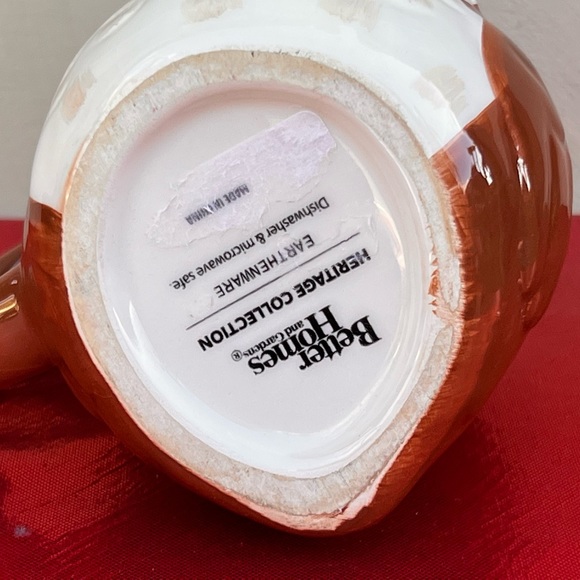 Better
Homes
and Gardens®
HERITAGE COLLECTION
EARTHENWARE
Dishwasher & microwave safe.
MADE IN CHINA